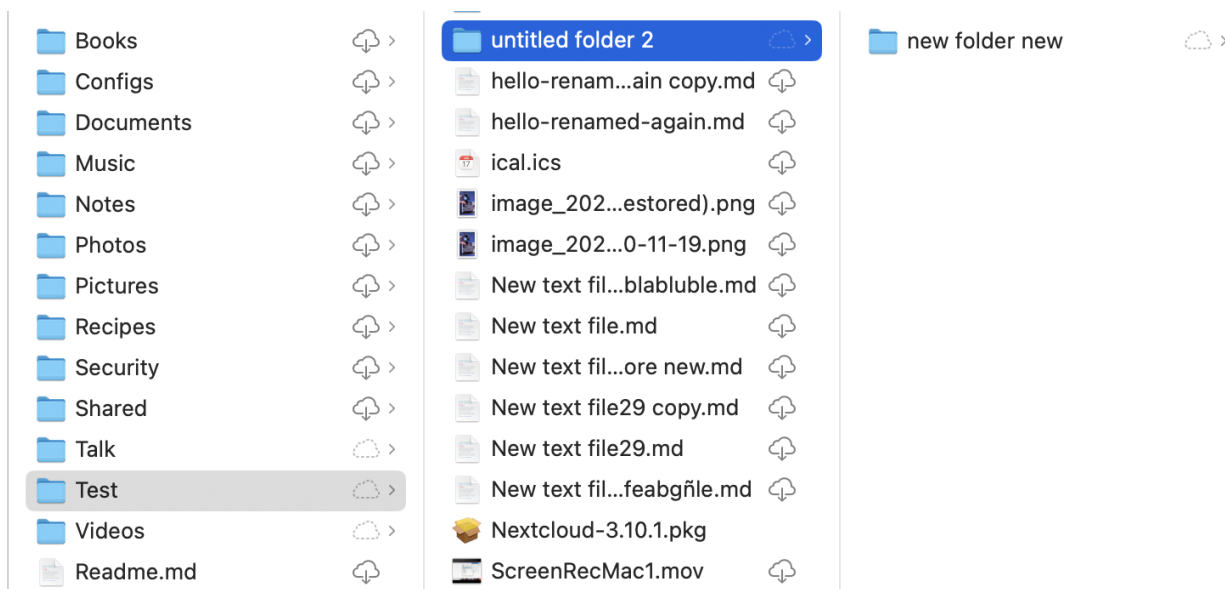 Books
Configs
Documents
Music
Notes
Photos
Pictures
Recipes
Security
Shared
Talk
Test
Videos
Readme.md
untitled folder 2
hello-renam...ain copy.md
hello-renamed-again.md
ical.ics
image_202...estored).png
image_202...0-11-19.png
New text fil...blabluble.md
New text file.md
New text fil...ore new.md
New text file29 copy.md
New text file29.md
New text fil...feabgñle.md
Nextcloud-3.10.1.pkg
ScreenRecMac1.mov
new folder new